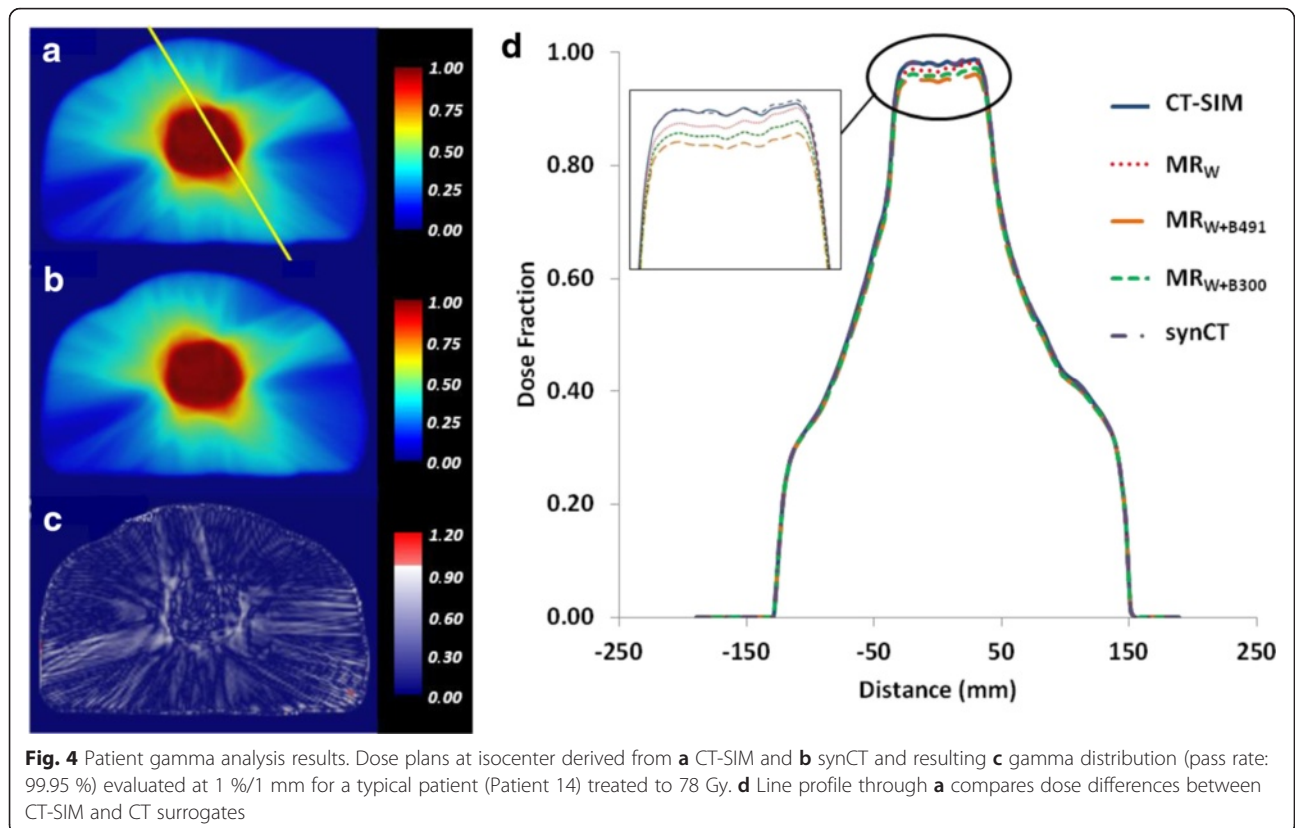 a
1.00
0.75
0.50
0.25
0.00
b
1.00
0.75
0.50
0.25
0.00
c
1.20
0.90
0.60
0.30
0.00
d
1.00
0.80
0.60
0.40
0.20
0.00
Dose Fraction
-250
-150
-50
50
150
250
Distance (mm)
CT-SIM
MRW
MRW+B491
MRW+B300
synCT
Fig. 4 Patient gamma analysis results. Dose plans at isocenter derived from a CT-SIM and b synCT and resulting c gamma distribution (pass rate:
99.95 %) evaluated at 1 %/1 mm for a typical patient (Patient 14) treated to 78 Gy. d Line profile through a compares dose differences between
CT-SIM and CT surrogates